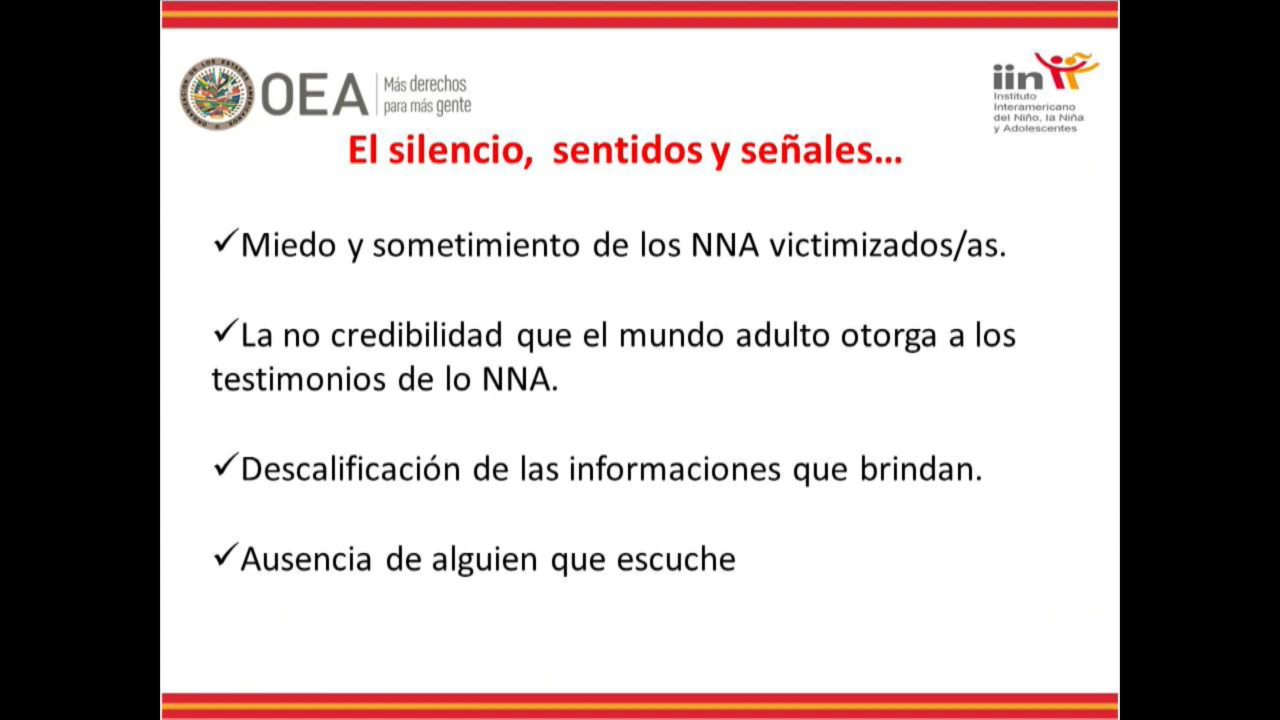 OEA
Más derechos
para más gente
iin
Instituto
Interamericano
del Niño, la Niña
y Adolescentes
El silencio, sentidos y señales...
✓Miedo y sometimiento de los NNA victimizados/as.
✓La no credibilidad que el mundo adulto otorga a los
testimonios de lo NNA.
✓Descalificación de las informaciones que brindan.
✓Ausencia de alguien que escuche